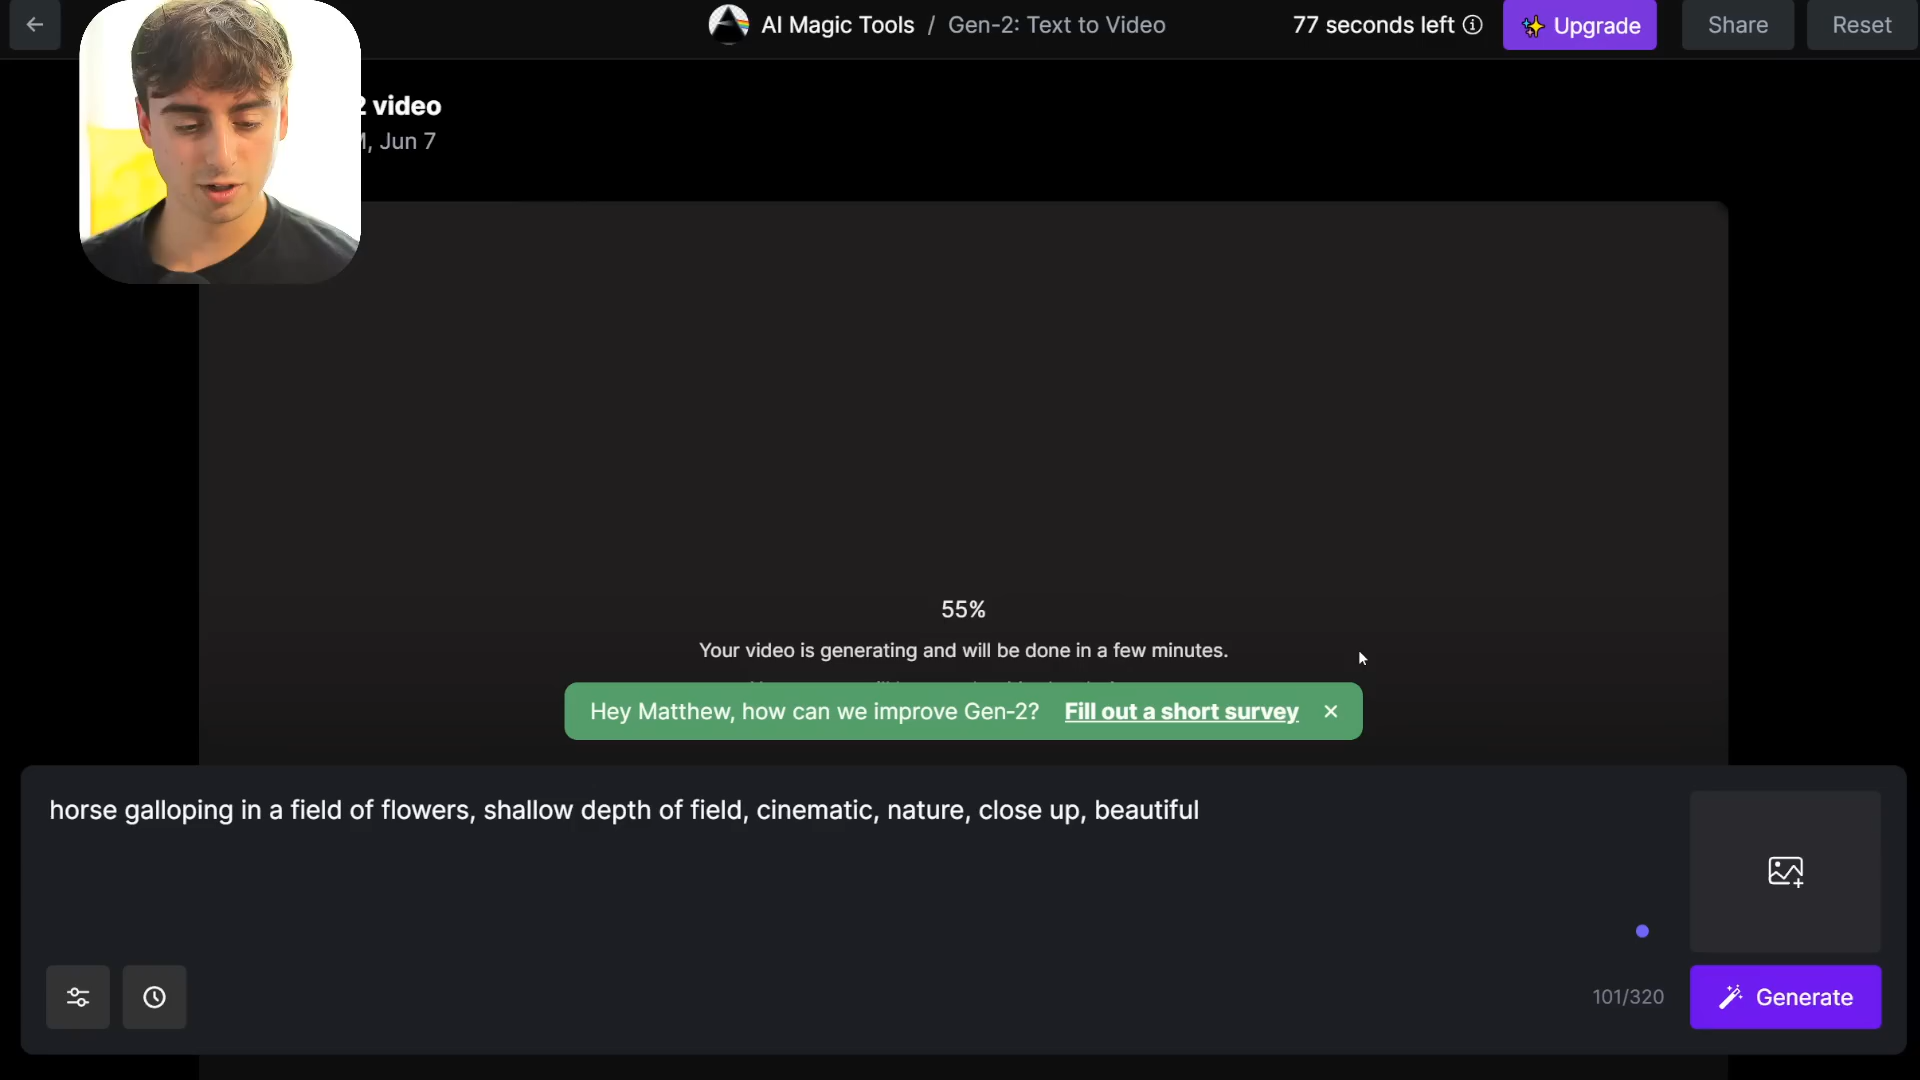 AI Magic Tools / Gen-2: Text to Video
77 seconds left
Upgrade
Share
Reset
2 video
M, Jun 7
55%
Your video is generating and will be done in a few minutes.
Hey Matthew, how can we improve Gen-2? Fill out a short survey
horse galloping in a field of flowers, shallow depth of field, cinematic, nature, close up, beautiful
101/320
Generate